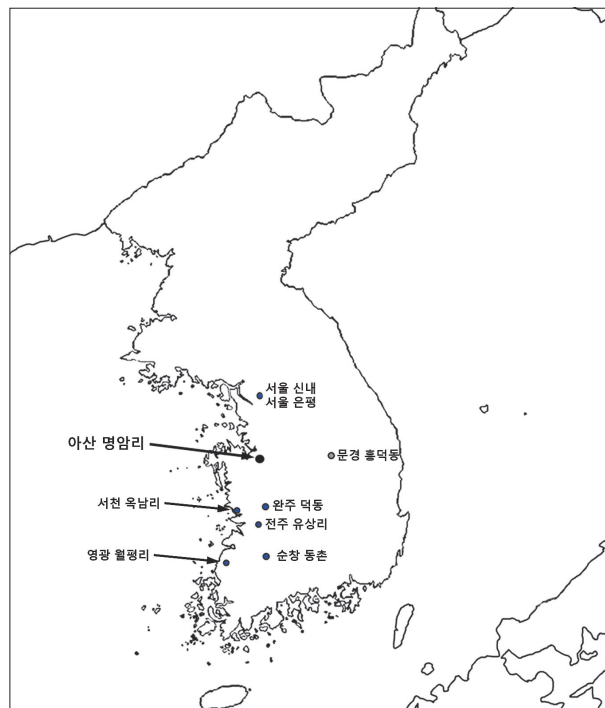 서울 신내
서울 은평
아산 명암리
문경 흥덕동
서천 옥남리
완주 덕동
전주 유상리
영광 월평리
순창 동촌